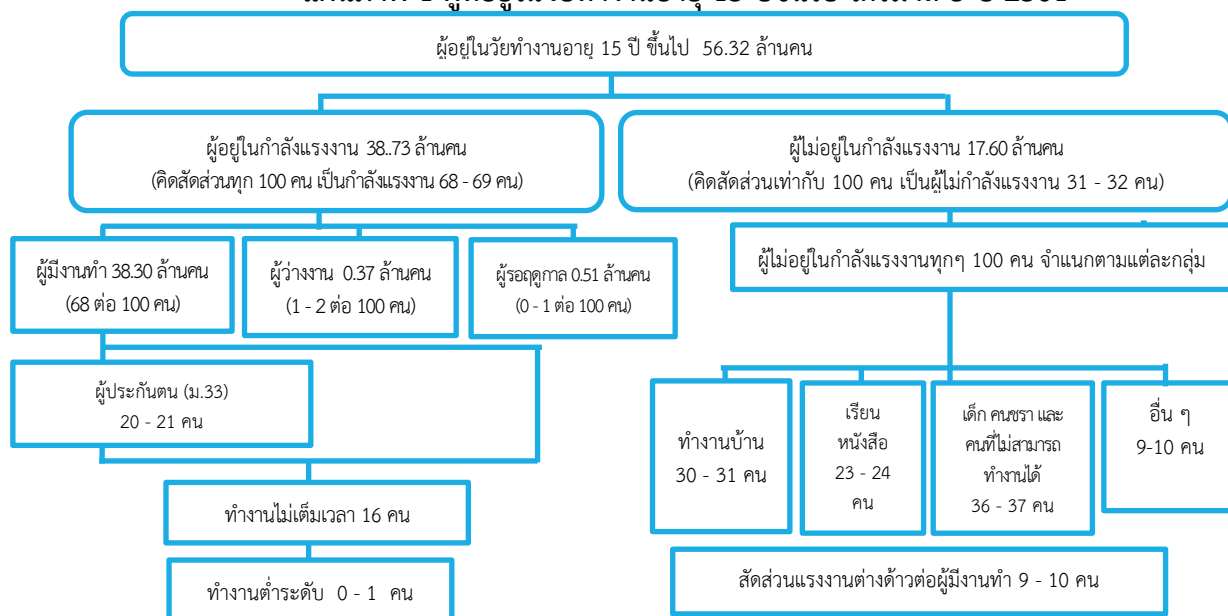 ผู้อยู่ในวัยทำงานอายุ 15 ปี ขึ้นไป 56.32 ล้านคน
ผู้อยู่ในกำลังแรงงาน 38..73 ล้านคน
(คิดสัดส่วนทุก 100 คน เป็นกำลังแรงงาน 68 - 69 คน)
ผู้ไม่อยู่ในกำลังแรงงาน 17.60 ล้านคน
(คิดสัดส่วนเท่ากับ 100 คน เป็นผู้ไม่กำลังแรงงาน 31 - 32 คน)
ผู้มีงานทำ 38.30 ล้านคน
(68 ต่อ 100 คน)
ผู้ว่างงาน 0.37 ล้านคน
(1 - 2 ต่อ 100 คน)
ผู้รอฤดูกาล 0.51 ล้านคน
(0 - 1 ต่อ 100 คน)
ผู้ไม่อยู่ในกำลังแรงงานทุกๆ 100 คน จำแนกตามแต่ละกลุ่ม
ผู้ประกันตน (ม.33)
20 - 21 คน
ทำงานไม่เต็มเวลา 16 คน
ทำงานต่ำระดับ 0 - 1 คน
ทำงานบ้าน
30 - 31 คน
เรียน
หนังสือ
23 - 24
คน
เด็ก คนชรา และ
คนที่ไม่สามารถ
ทำงานได้
36 - 37 คน
อื่น ๆ
9-10 คน
สัดส่วนแรงงานต่างด้าวต่อผู้มีงานทำ 9 - 10 คน